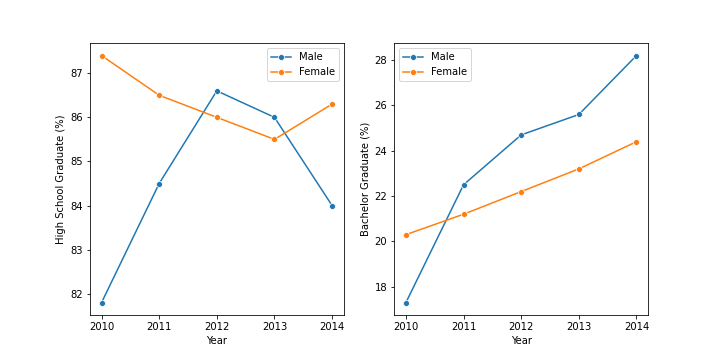 High School Graduate (%)
87
86
85
84
83
82
2010 2011 2012 2013 2014
Year
Male
Female
Bachelor Graduate (%)
28
26
24
22
20
18
2010 2011 2012 2013 2014
Year
Male
Female